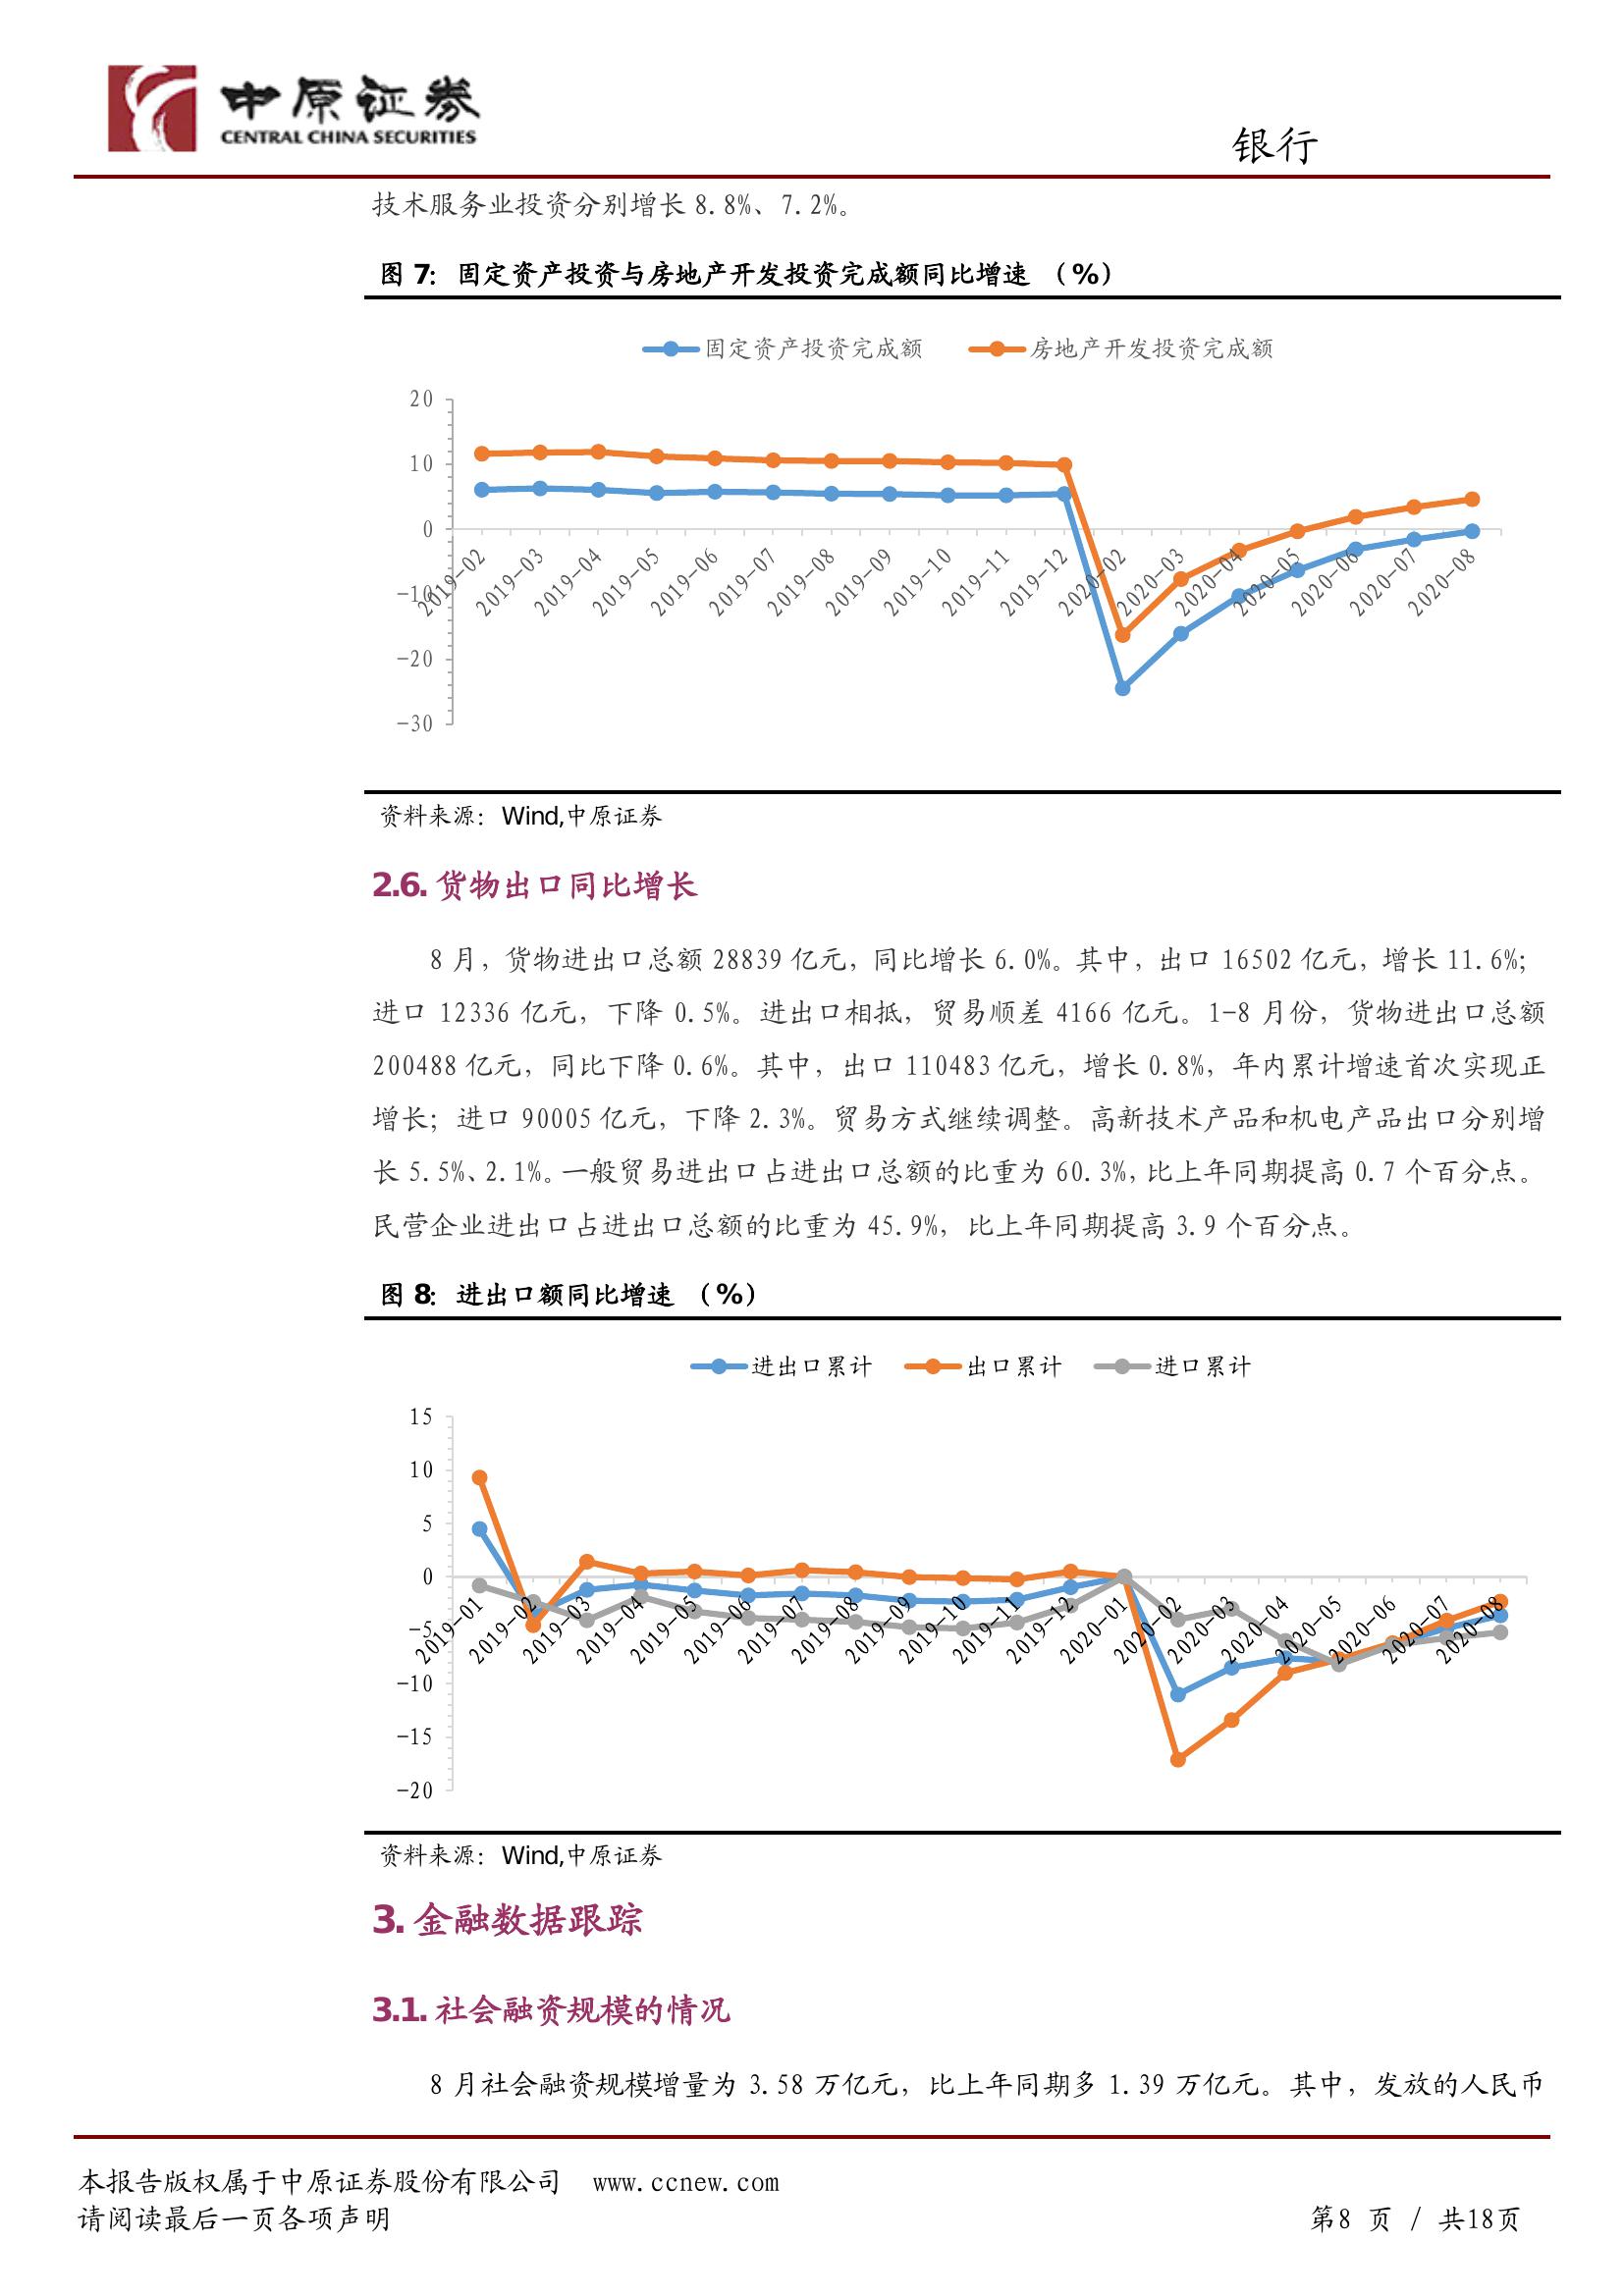 中原证券
CENTRAL CHINA SECURITIES
银行
技术服务业投资分别增长 8.8%、7.2%。
图 7：固定资产投资与房地产开发投资完成额同比增速 （%）
固定资产投资完成额 房地产开发投资完成额
20
10
0
-10
-20
-30
2019-02 2019-03 2019-04 2019-05 2019-06 2019-07 2019-08 2019-09 2019-10 2019-11 2019-12 2020-02 2020-03 2020-04 2020-05 2020-06 2020-07 2020-08
资料来源：Wind,中原证券
2.6. 货物出口同比增长
8 月，货物进出口总额 28839 亿元，同比增长 6.0%。其中，出口 16502 亿元，增长 11.6%；
进口 12336 亿元，下降 0.5%。进出口相抵，贸易顺差 4166 亿元。1-8 月份，货物进出口总额
200488 亿元，同比下降 0.6%。其中，出口 110483 亿元，增长 0.8%，年内累计增速首次实现正
增长；进口 90005 亿元，下降 2.3%。贸易方式继续调整。高新技术产品和机电产品出口分别增
长 5.5%、2.1%。一般贸易进出口占进出口总额的比重为 60.3%，比上年同期提高 0.7 个百分点。
民营企业进出口占进出口总额的比重为 45.9%，比上年同期提高 3.9 个百分点。
图 8：进出口额同比增速 （%）
进出口累计 出口累计 进口累计
15
10
5
0
-5
-10
-15
-20
2019-01 2019-02 2019-03 2019-04 2019-05 2019-06 2019-07 2019-08 2019-09 2019-10 2019-11 2019-12 2020-01 2020-02 2020-03 2020-04 2020-05 2020-06 2020-07 2020-08
资料来源：Wind,中原证券
3. 金融数据跟踪
3.1. 社会融资规模的情况
8 月社会融资规模增量为 3.58 万亿元，比上年同期多 1.39 万亿元。其中，发放的人民币
本报告版权属于中原证券股份有限公司 www.ccnew.com
请阅读最后一页各项声明
第8 页 / 共18页